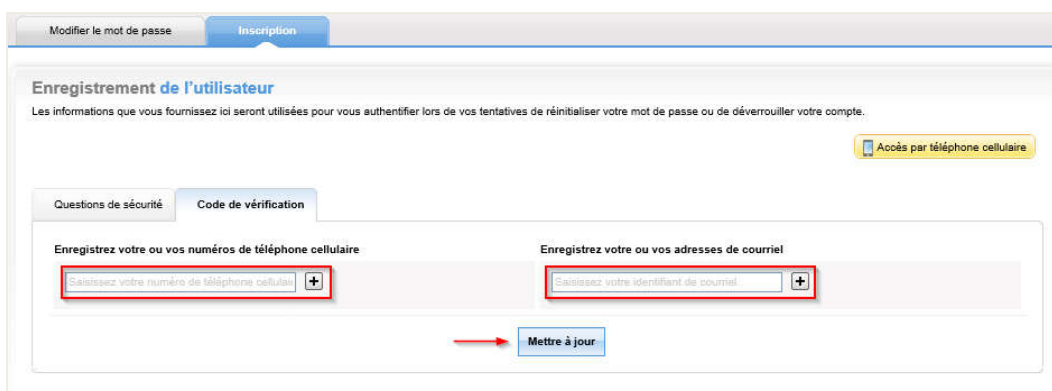 Modifier le mot de passe
Inscription
Enregistrement de l'utilisateur
Les informations que vous fournissez ici seront utilisées pour vous authentifier lors de vos tentatives de réinitialiser votre mot de passe ou de déverrouiller votre compte.
Accès par téléphone cellulaire
Questions de sécurité
Code de vérification
Enregistrez votre ou vos numéros de téléphone cellulaire
Enregistrez votre ou vos adresses de courriel
Saisissez votre numéro de téléphone cellulai
+
Saisissez votre identifiant de courriel
+
Mettre à jour